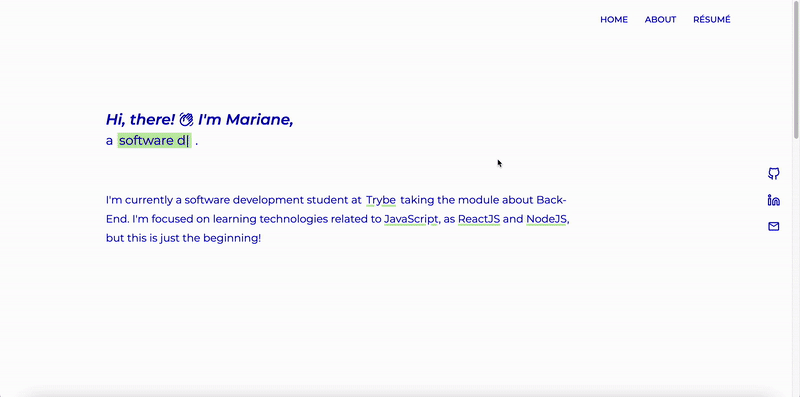 HOME ABOUT RÉSUMÉ
Hi, there! 👋 I'm Mariane,
a software d| .
I'm currently a software development student at Trybe taking the module about Back-
End. I'm focused on learning technologies related to JavaScript, as ReactJS and NodeJS,
but this is just the beginning!